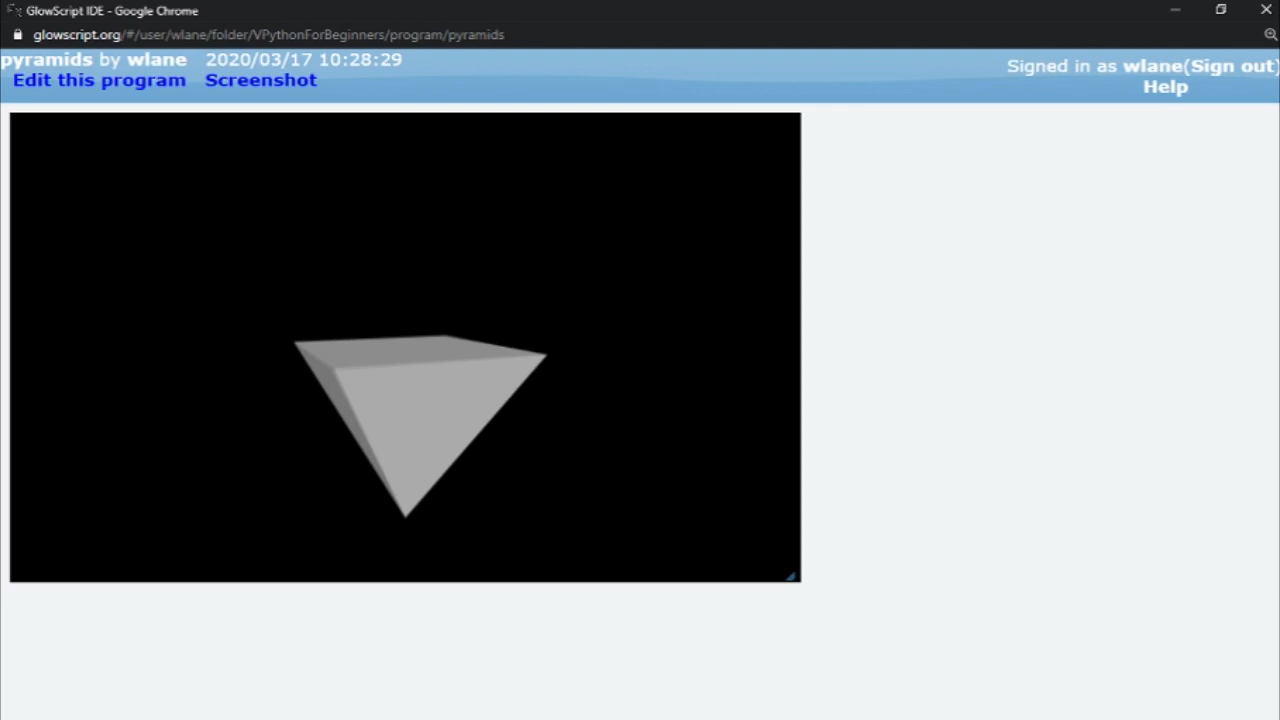 GlowScript IDE - Google Chrome
glowscript.org/#/user/wlane/folder/VPythonForBeginners/program/pyramids
pyramids by wlane 2020/03/17 10:28:29
Edit this program Screenshot
Signed in as wlane(Sign out)
Help